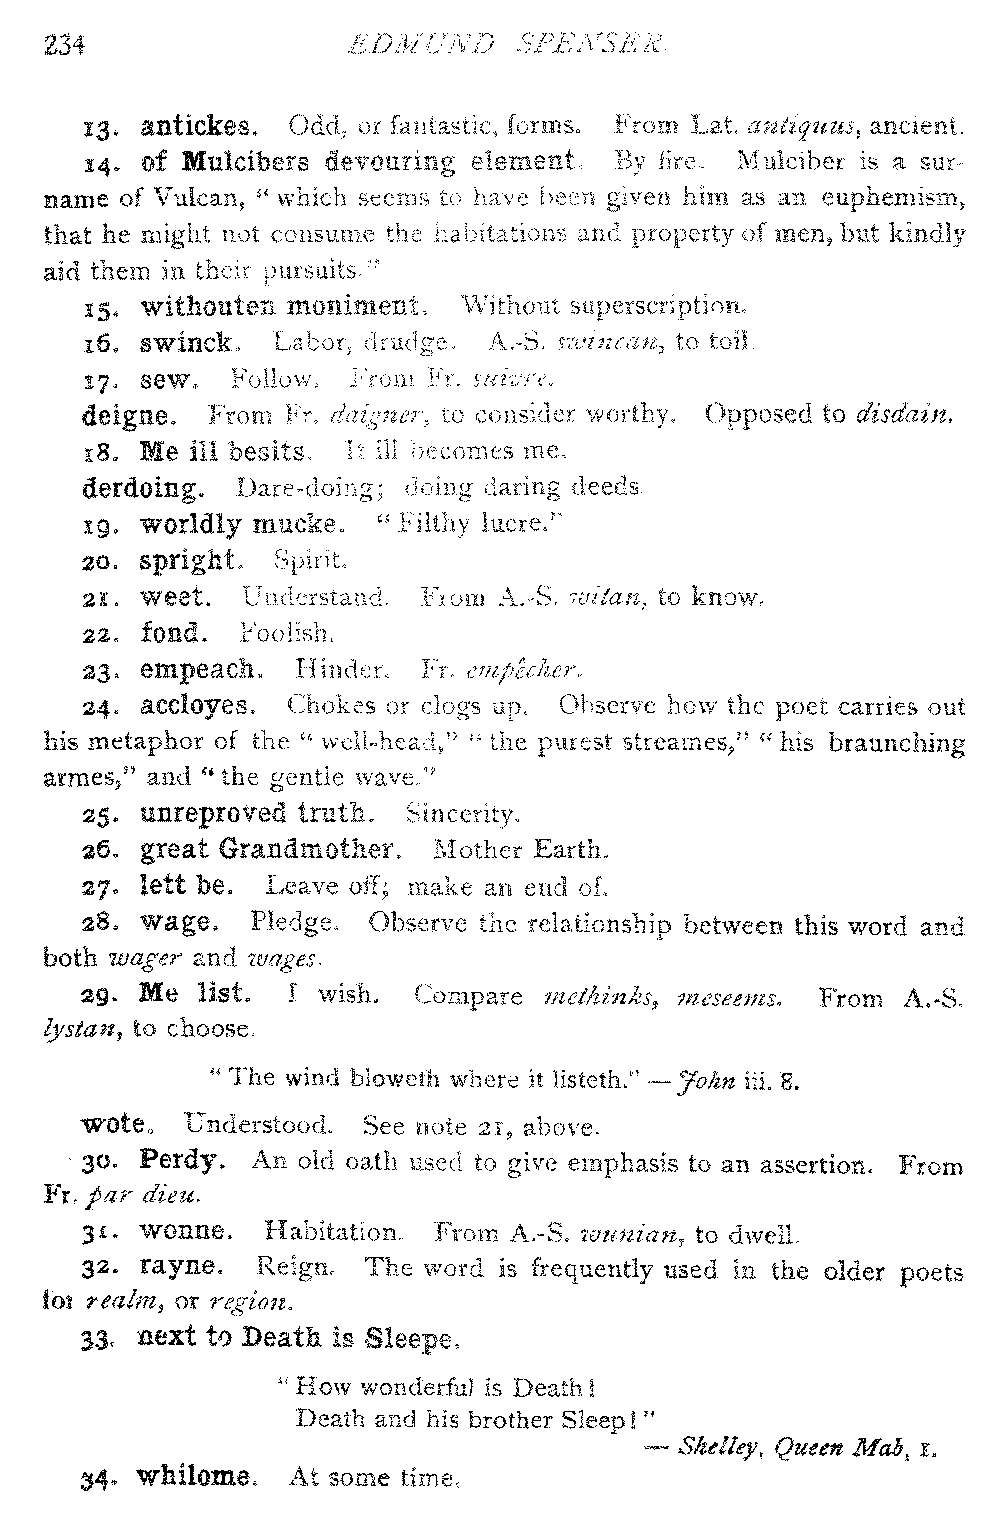 234 EDMUND SPENSER.
13. antickes. Odd, or fantastic, forms. From Lat. antiquus, ancient.
14. of Mulcibers devouring element. By fire. Mulciber is a sur-
name of Vulcan, “which seems to have been given him as an euphemism,
that he might not consume the habitations and property of men, but kindly
aid them in their pursuits.”
15. withouten moniment. Without superscription.
16. swinck. Labor, drudge. A.-S. swincan, to toil.
17. sew. Follow. From Fr. suivre.
deigne. From Fr. daigner, to consider worthy. Opposed to disdain.
18. Me ill besits. It ill becomes me.
derdoing. Dare-doing; doing daring deeds.
19. worldly mucke. “Filthy lucre.”
20. spright. Spirit.
21. weet. Understand. From A.-S. witan, to know.
22. fond. Foolish.
23. empeach. Hinder. Fr. empêcher.
24. accloyes. Chokes or clogs up. Observe how the poet carries out
his metaphor of the “well-head,” “the purest streames,” “his braunching
armes,” and “the gentle wave.”
25. unreproved truth. Sincerity.
26. great Grandmother. Mother Earth.
27. lett be. Leave off; make an end of.
28. wage. Pledge. Observe the relationship between this word and
both wager and wages.
29. Me list. I wish. Compare methinks, meseems. From A.-S.
lystan, to choose.
“The wind bloweth where it listeth.” — John iii. 8.
wote. Understood. See note 21, above.
30. Perdy. An old oath used to give emphasis to an assertion. From
Fr. par dieu.
31. wonne. Habitation. From A.-S. wunian, to dwell.
32. rayne. Reign. The word is frequently used in the older poets
for realm, or region.
33. next to Death is Sleepe.
“How wonderful is Death!
Death and his brother Sleep!”
— Shelley, Queen Mab, I.
34. whilome. At some time.